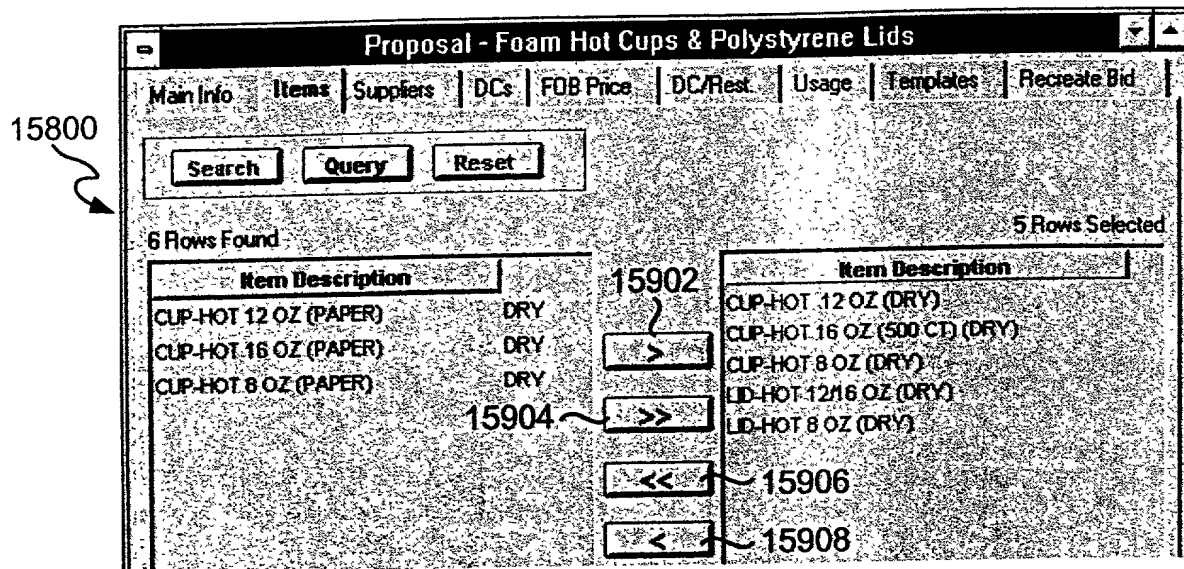 Proposal - Foam Hot Cups & Polystyrene Lids
Main Info Items Suppliers DCs FOB Price DC/Rest. Usage Templates Recreate Bid
15800
Search Query Reset
6 Rows Found
5 Rows Selected
Item Description
CUP-HOT 12 OZ (PAPER) DRY
CUP-HOT 16 OZ (PAPER) DRY
CUP-HOT 8 OZ (PAPER) DRY
15902
>
15904
>>
<<
15906
<
15908
Item Description
CUP-HOT 12 OZ (DRY)
CUP-HOT 16 OZ (500 CT) (DRY)
CUP-HOT 8 OZ (DRY)
LID-HOT 12/16 OZ (DRY)
LID-HOT 8 OZ (DRY)